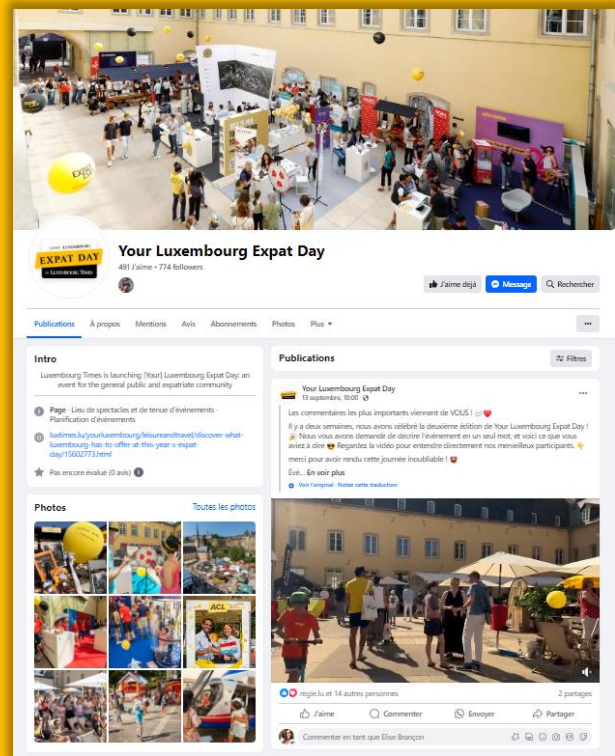 EXPAT
EXPAT DAY
by LUXEMBOURG TIMES
Your Luxembourg Expat Day
491 J'aime • 774 followers
J'aime déjà
Message
Rechercher
Publications
À propos
Mentions
Avis
Abonnements
Photos
Plus
Intro
Luxembourg Times is launching [Your] Luxembourg Expat Day: an
event for the general public and expatriate community
Page · Lieu de spectacles et de tenue d'évènements ·
Planification d'évènements
luxtimes.lu/yourluxembourg/leisureandtravel/discover-what-
luxembourg-has-to-offer-at-this-year-s-expat-
day/15602773.html
Pas encore évalué (0 avis)
Photos
Toutes les photos
ACL
Publications
Filtres
Your Luxembourg Expat Day
13 septembre, 10:00 ·
Les commentaires les plus importants viennent de VOUS !
Il y a deux semaines, nous avons célébré la deuxième édition de Your Luxembourg Expat Day !
Nous vous avons demandé de décrire l'événement en un seul mot, et voici ce que vous
aviez à dire 😎 Regardez la vidéo pour entendre directement nos merveilleux participants. 👇
merci pour avoir rendu cette journée inoubliable !
Évé... En voir plus
Voir l'original · Notez cette traduction
regie.lu et 14 autres personnes
2 partages
J'aime
Commenter
Envoyer
Partager
Commenter en tant que Elise Brançon